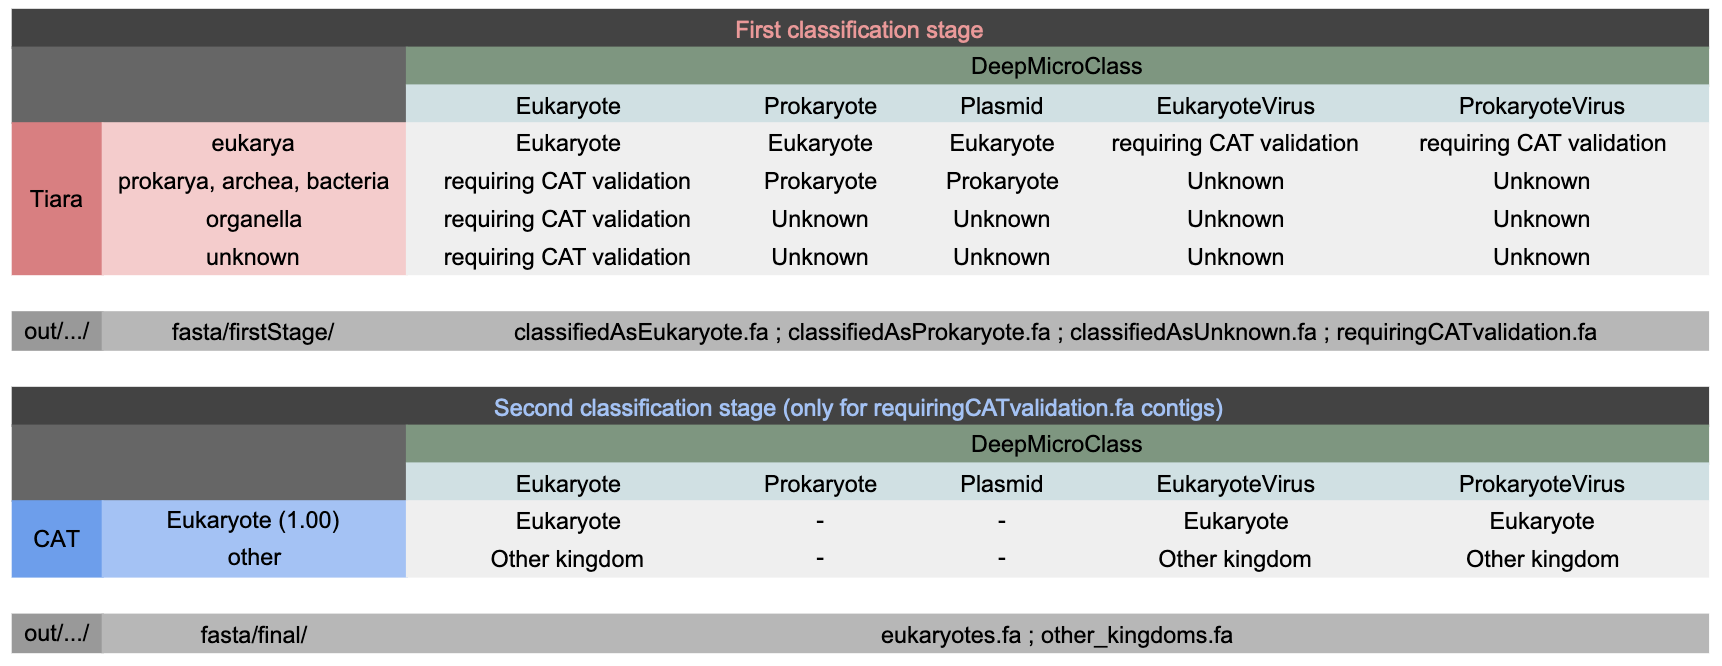 First classification stage
DeepMicroClass
Eukaryote Prokaryote Plasmid EukaryoteVirus ProkaryoteVirus
Tiara
eukarya Eukaryote Eukaryote Eukaryote requiring CAT validation requiring CAT validation
prokarya, archea, bacteria requiring CAT validation Prokaryote Prokaryote Unknown Unknown
organella requiring CAT validation Unknown Unknown Unknown Unknown
unknown requiring CAT validation Unknown Unknown Unknown Unknown
out/.../ fasta/firstStage/ classifiedAsEukaryote.fa ; classifiedAsProkaryote.fa ; classifiedAsUnknown.fa ; requiringCATvalidation.fa
Second classification stage (only for requiringCATvalidation.fa contigs)
DeepMicroClass
Eukaryote Prokaryote Plasmid EukaryoteVirus ProkaryoteVirus
CAT
Eukaryote (1.00) Eukaryote - - Eukaryote Eukaryote
other Other kingdom - - Other kingdom Other kingdom
out/.../ fasta/final/ eukaryotes.fa ; other_kingdoms.fa